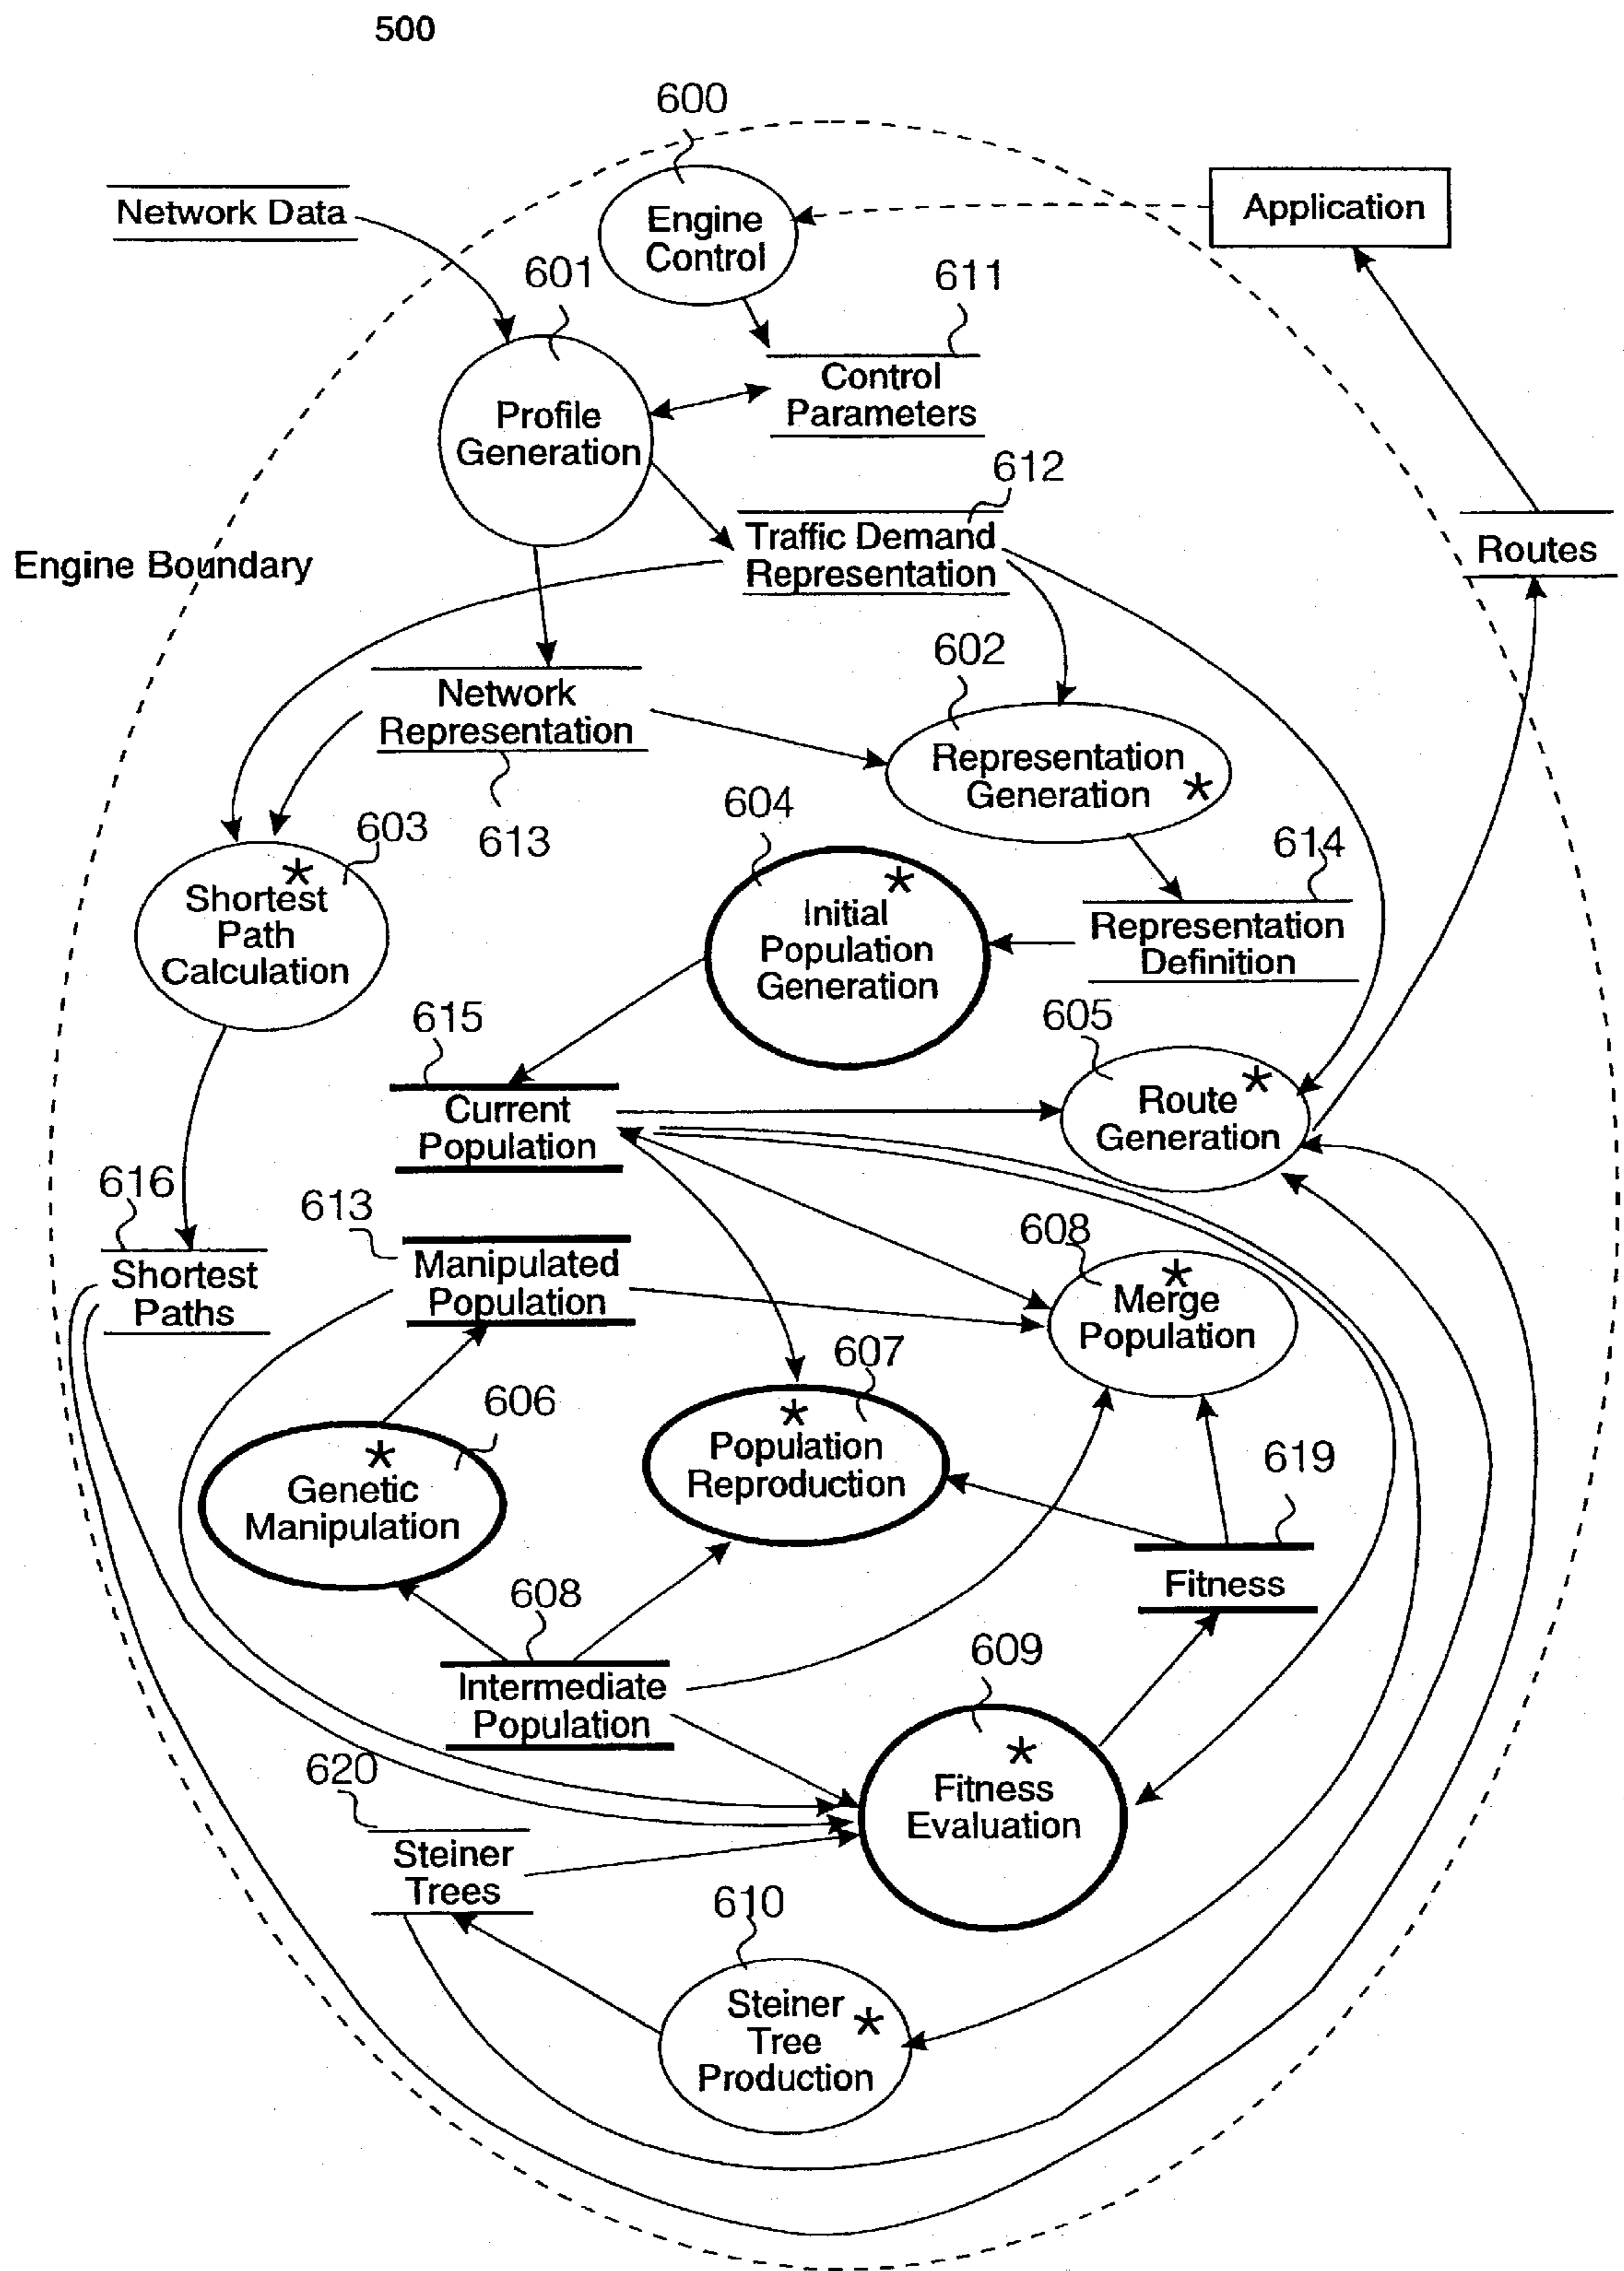 500
600
Network Data
Engine
Control
Application
601
611
Profile
Generation
Control
Parameters
612
Engine Boundary
Traffic Demand
Representation
Routes
602
Network
Representation
613
Representation
Generation
*
604
603
614
*
Shortest
Path
Calculation
*
Initial
Population
Generation
Representation
Definition
615
605
Current
Population
*
Route
Generation
616
613
608
Shortest
Paths
Manipulated
Population
*
Merge
Population
607
606
*
Population
Reproduction
*
Genetic
Manipulation
619
Fitness
608
609
Intermediate
Population
620
*
Fitness
Evaluation
Steiner
Trees
610
Steiner
Tree
Production
*